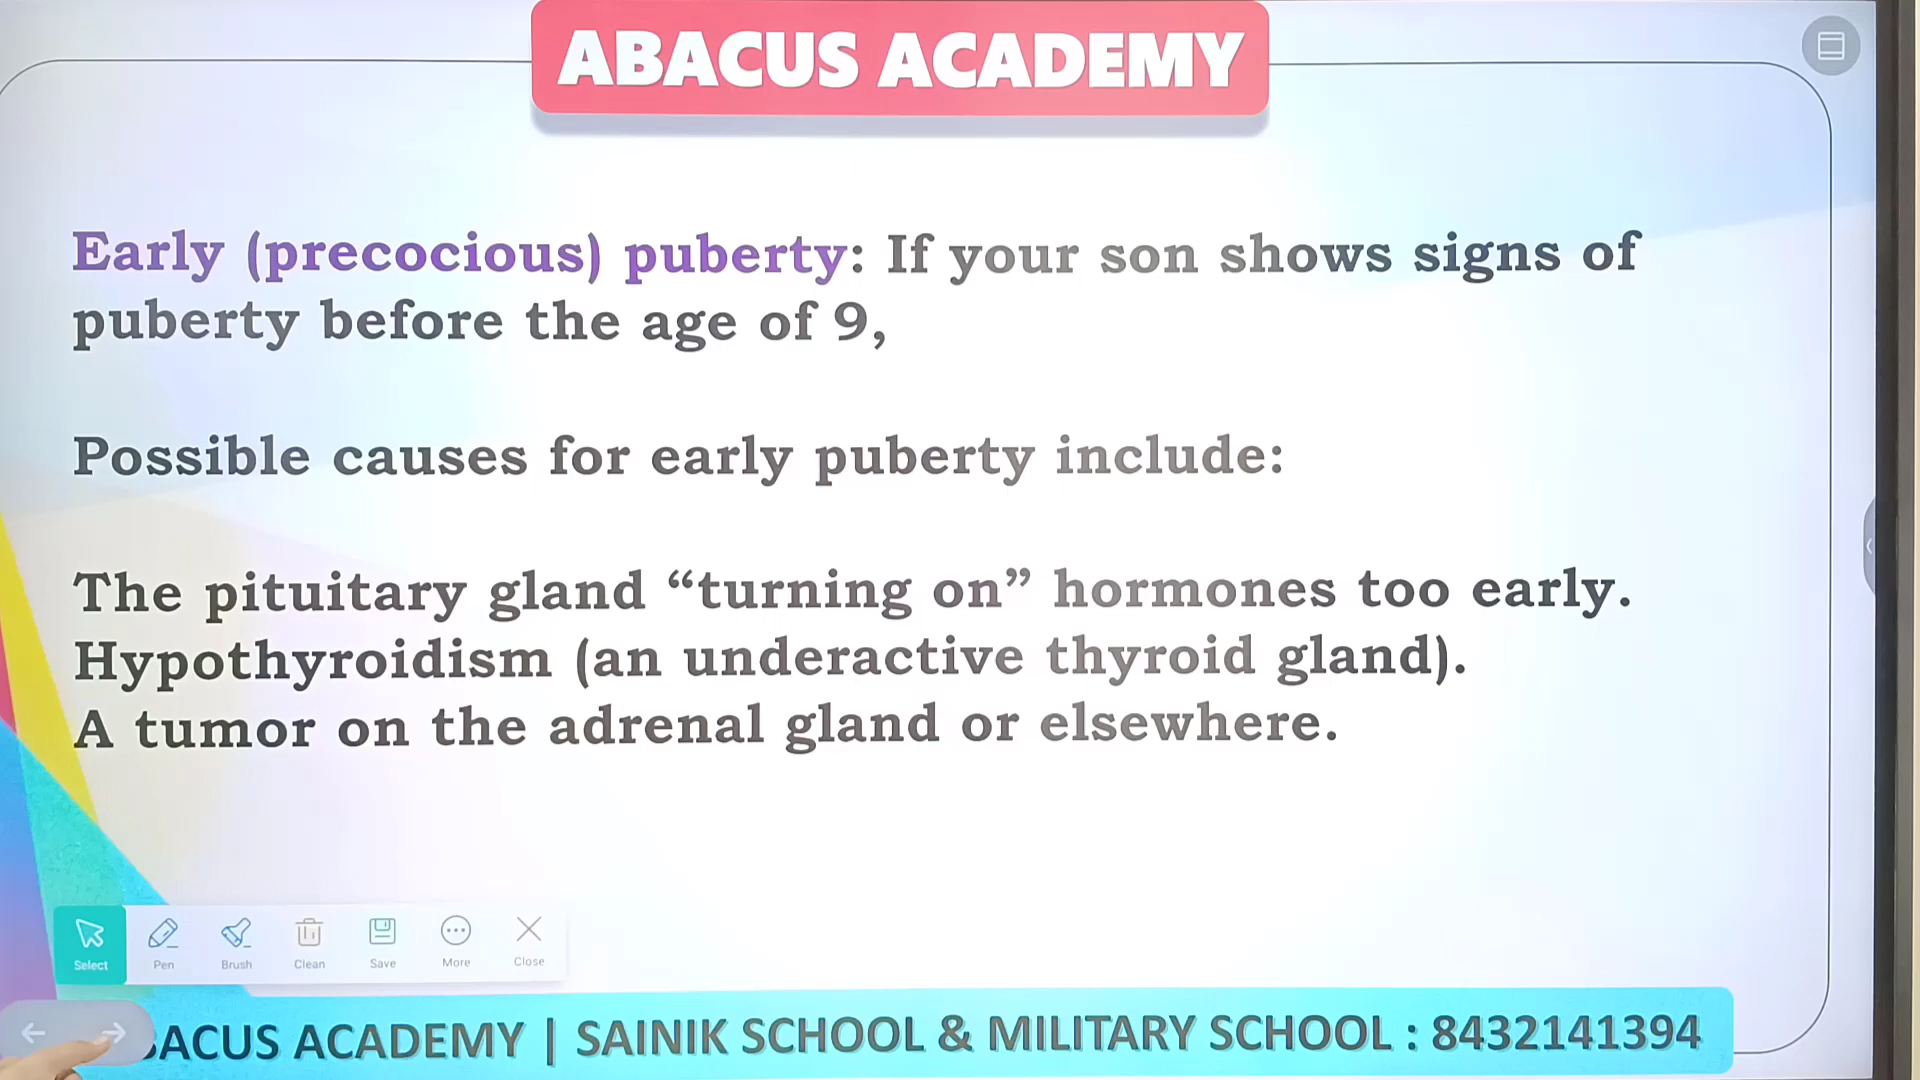 ABACUS ACADEMY
Early (precocious) puberty: If your son shows signs of
puberty before the age of 9,
Possible causes for early puberty include:
The pituitary gland “turning on” hormones too early.
Hypothyroidism (an underactive thyroid gland).
A tumor on the adrenal gland or elsewhere.
Select Pen Brush Clean Save More Close
ACUS ACADEMY | SAINIK SCHOOL & MILITARY SCHOOL : 8432141394